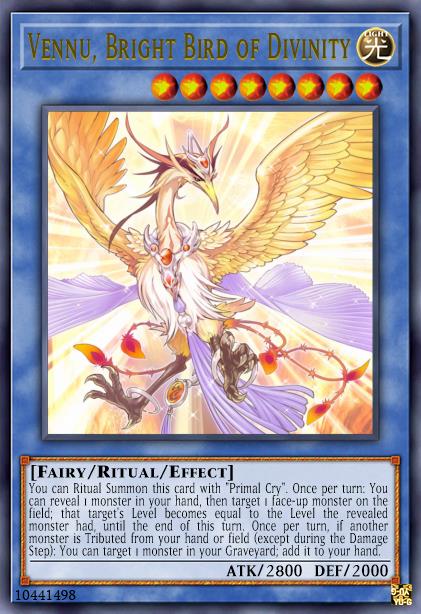 Vennu, Bright Bird of Divinity
LIGHT
光
[Fairy/Ritual/Effect]
You can Ritual Summon this card with "Primal Cry". Once per turn: You
can reveal 1 monster in your hand, then target 1 face-up monster on the
field; that target's Level becomes equal to the Level the revealed
monster had, until the end of this turn. Once per turn, if another
monster is Tributed from your hand or field (except during the Damage
Step): You can target 1 monster in your Graveyard; add it to your hand.
ATK/2800 DEF/2000
10441498